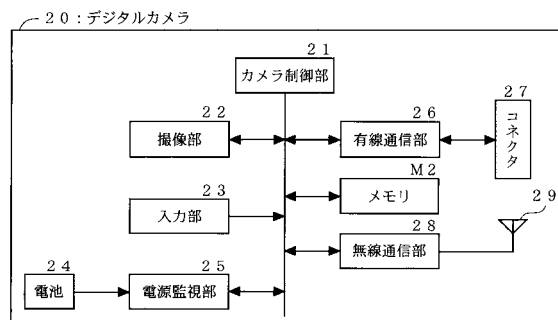 20：デジタルカメラ
21
カメラ制御部
22
撮像部
26
有線通信部
27
コネクタ
M2
メモリ
23
入力部
28
無線通信部
29
24
電池
25
電源監視部